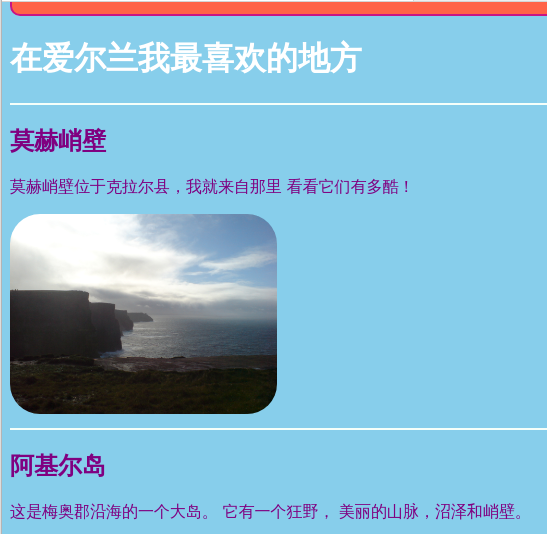 在爱尔兰我最喜欢的地方
莫赫峭壁
莫赫峭壁位于克拉尔县，我就来自那里 看看它们有多酷！
阿基尔岛
这是梅奥郡沿海的一个大岛。 它有一个狂野， 美丽的山脉，沼泽和峭壁。